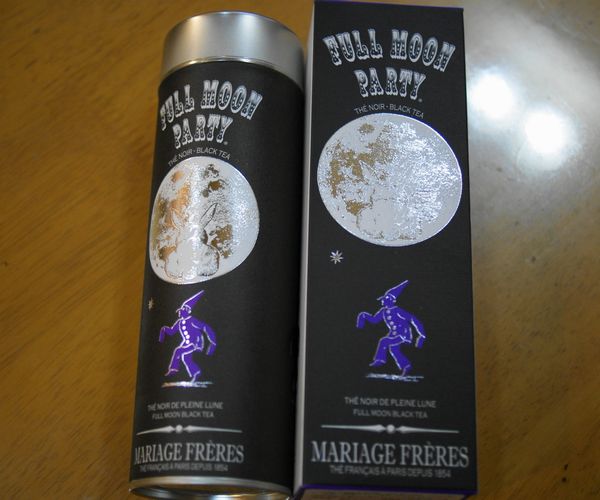 FULL MOON
PARTY®
THÉ NOIR - BLACK TEA
THÉ NOIR DE PLEINE LUNE
FULL MOON BLACK TEA
MARIAGE FRÈRES
THÉ FRANÇAIS À PARIS DEPUIS 1854
FULL MOON
PARTY®
THÉ NOIR - BLACK TEA
THÉ NOIR DE PLEINE LUNE
FULL MOON BLACK TEA
MARIAGE FRÈRES
THÉ FRANÇAIS À PARIS DEPUIS 1854